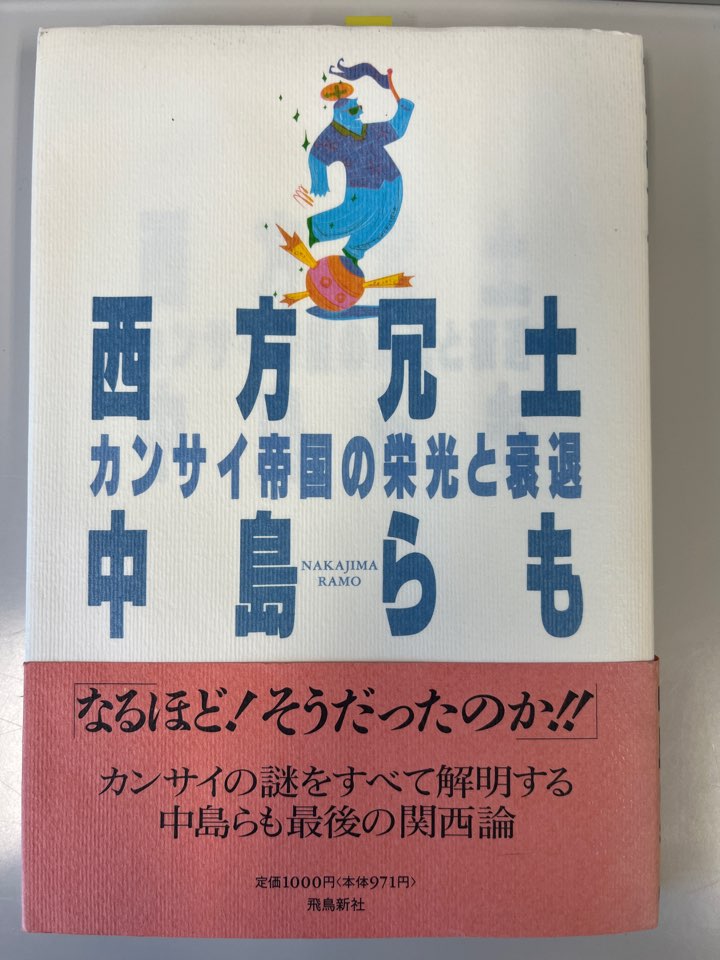 西方冗土
カンサイ帝国の栄光と衰退
中島らも
NAKAJIMA
RAMO
「なるほど!そうだったのか!!」
カンサイの謎をすべて解明する
中島らも最後の関西論
定価1000円〈本体971円〉
飛鳥新社